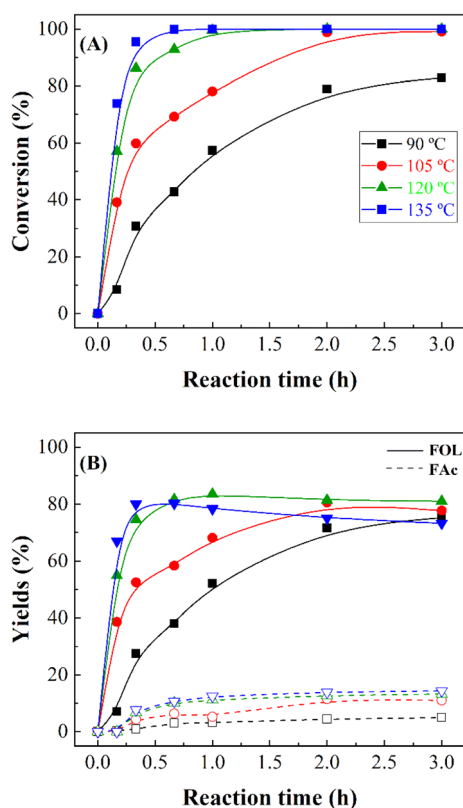 (A)
Conversion (%)
100
80
60
40
20
0
90 ºC
105 ºC
120 ºC
135 ºC
0.0 0.5 1.0 1.5 2.0 2.5 3.0
Reaction time (h)
(B)
FOL
FAc
Yields (%)
100
80
60
40
20
0
0.0 0.5 1.0 1.5 2.0 2.5 3.0
Reaction time (h)